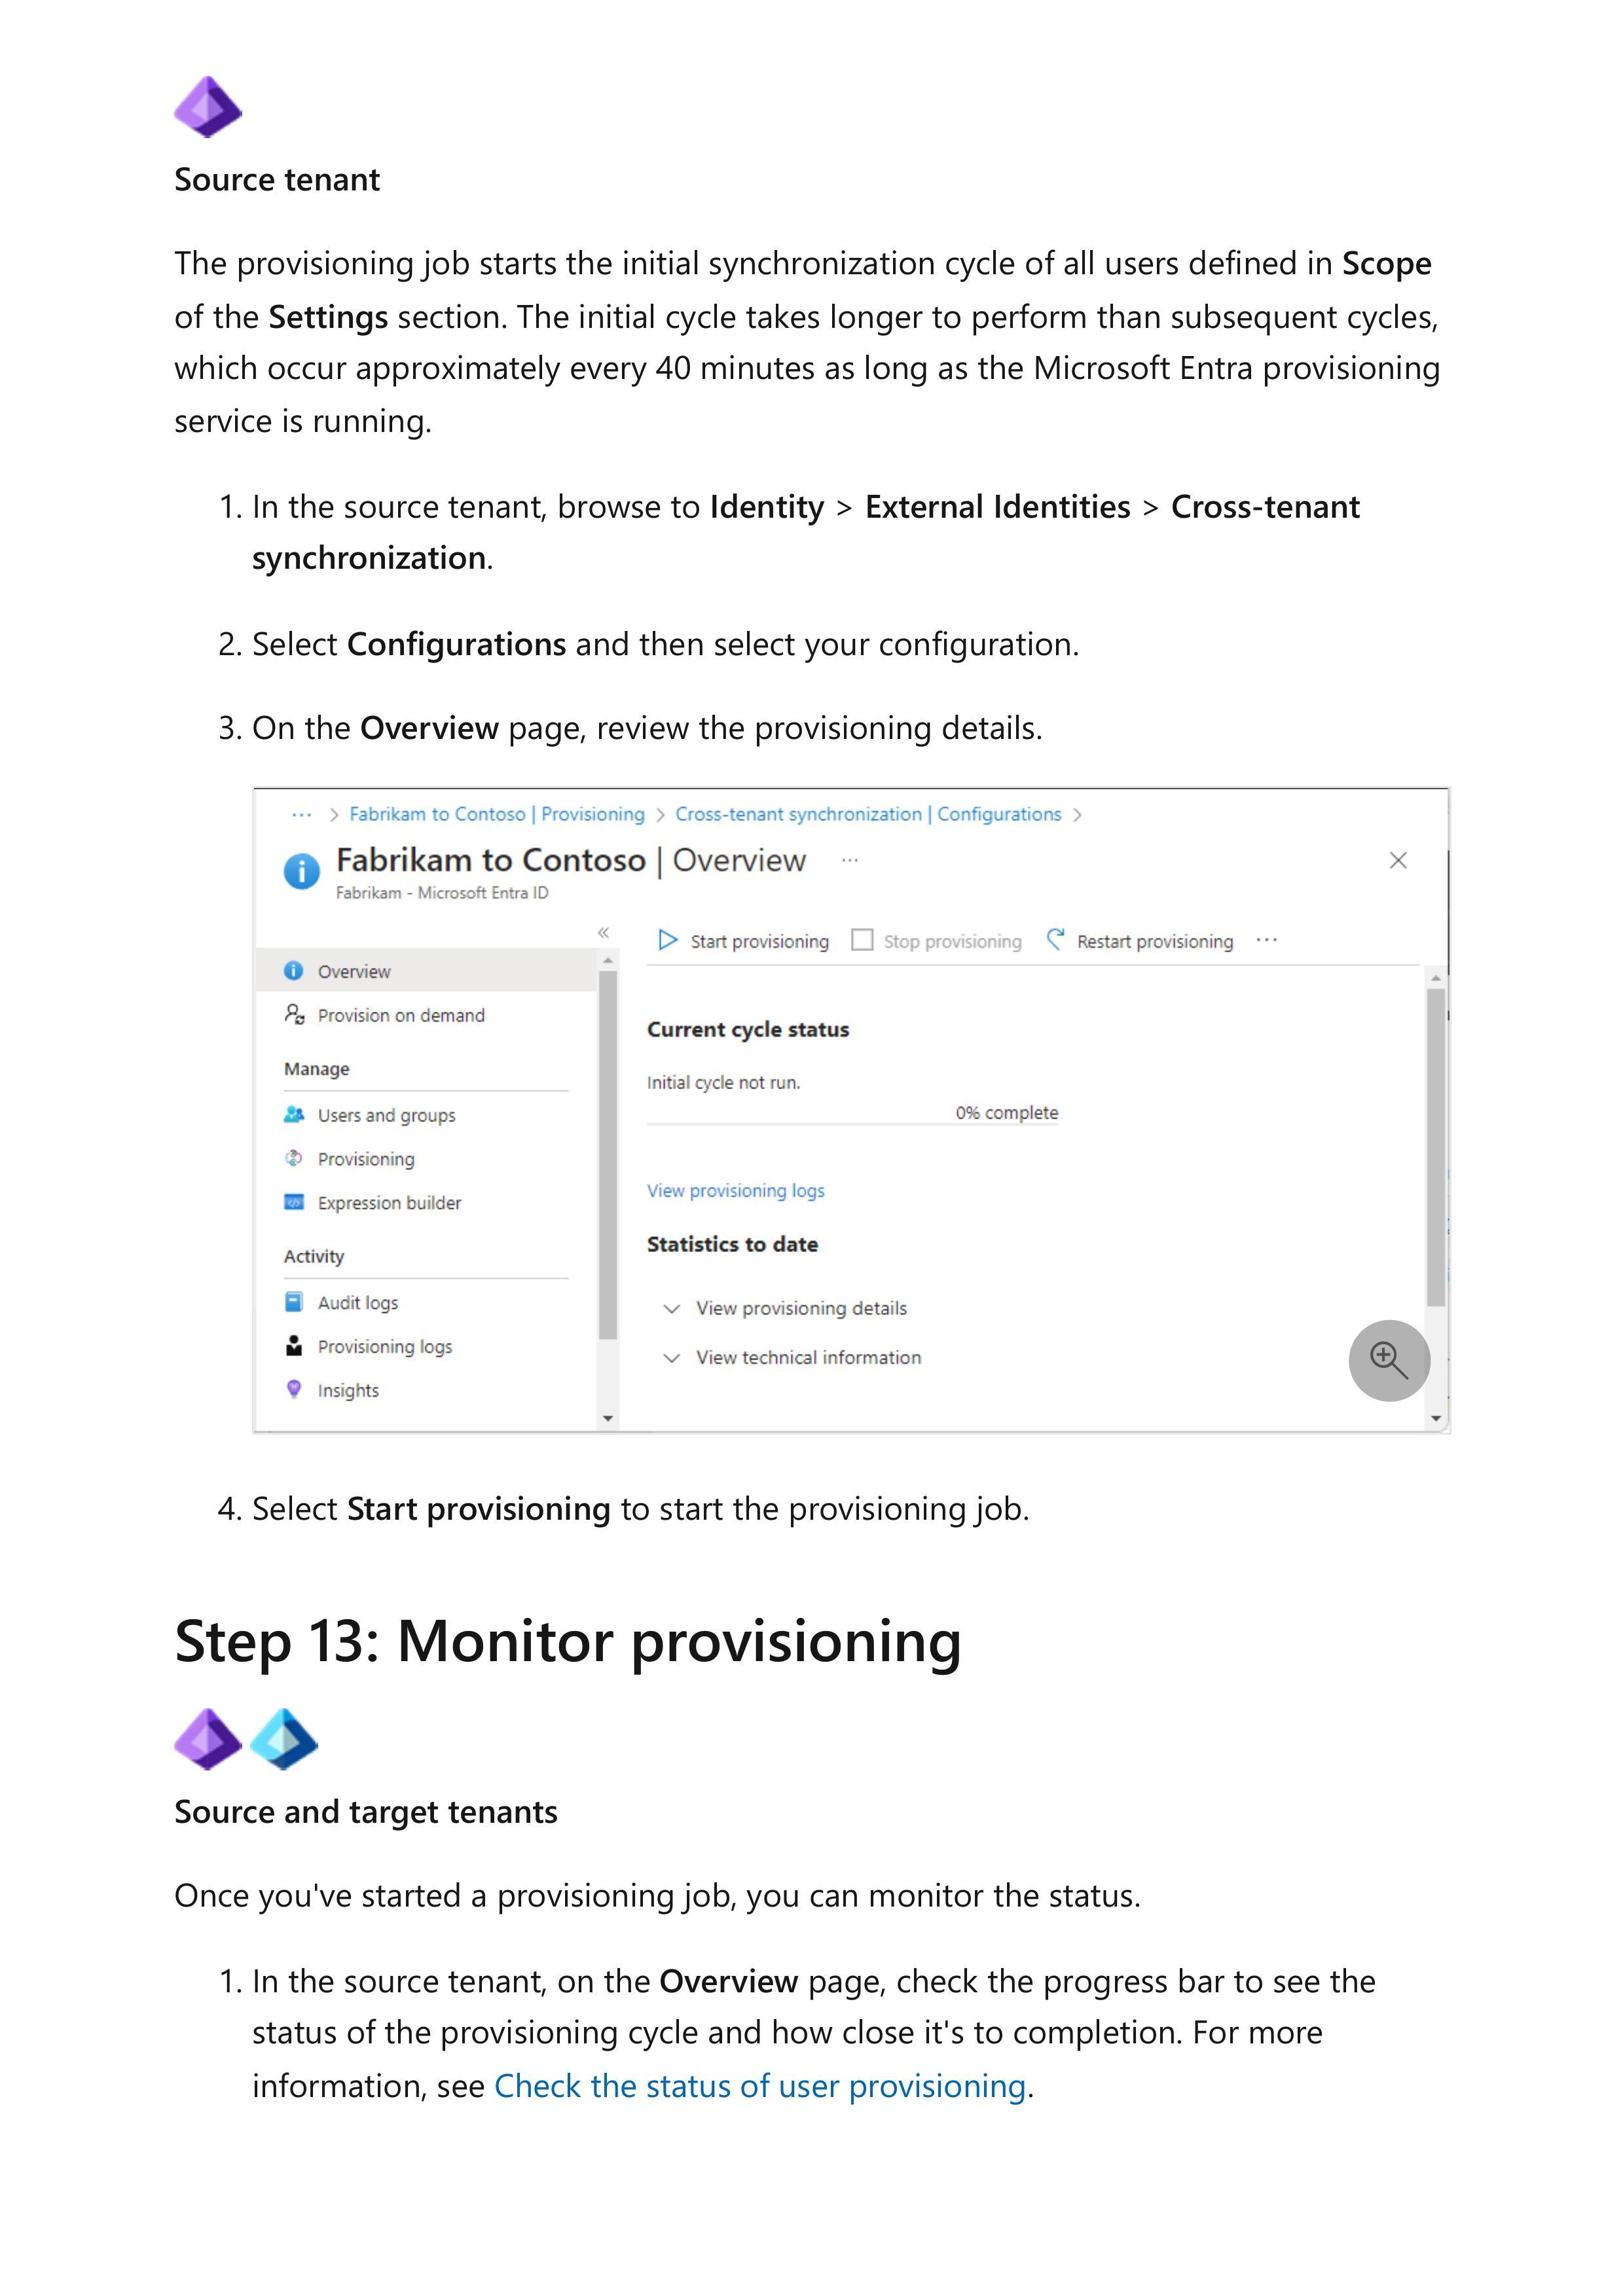 Source tenant
The provisioning job starts the initial synchronization cycle of all users defined in Scope
of the Settings section. The initial cycle takes longer to perform than subsequent cycles,
which occur approximately every 40 minutes as long as the Microsoft Entra provisioning
service is running.
1. In the source tenant, browse to Identity > External Identities > Cross-tenant
synchronization.
2. Select Configurations and then select your configuration.
3. On the Overview page, review the provisioning details.
··· > Fabrikam to Contoso | Provisioning > Cross-tenant synchronization | Configurations >
Fabrikam to Contoso | Overview ···
Fabrikam - Microsoft Entra ID
«
Overview
Provision on demand
Manage
Users and groups
Provisioning
Expression builder
Activity
Audit logs
Provisioning logs
Insights
Start provisioning Stop provisioning Restart provisioning ···
Current cycle status
Initial cycle not run.
0% complete
View provisioning logs
Statistics to date
View provisioning details
View technical information
4. Select Start provisioning to start the provisioning job.
Step 13: Monitor provisioning
Source and target tenants
Once you've started a provisioning job, you can monitor the status.
1. In the source tenant, on the Overview page, check the progress bar to see the
status of the provisioning cycle and how close it's to completion. For more
information, see Check the status of user provisioning.